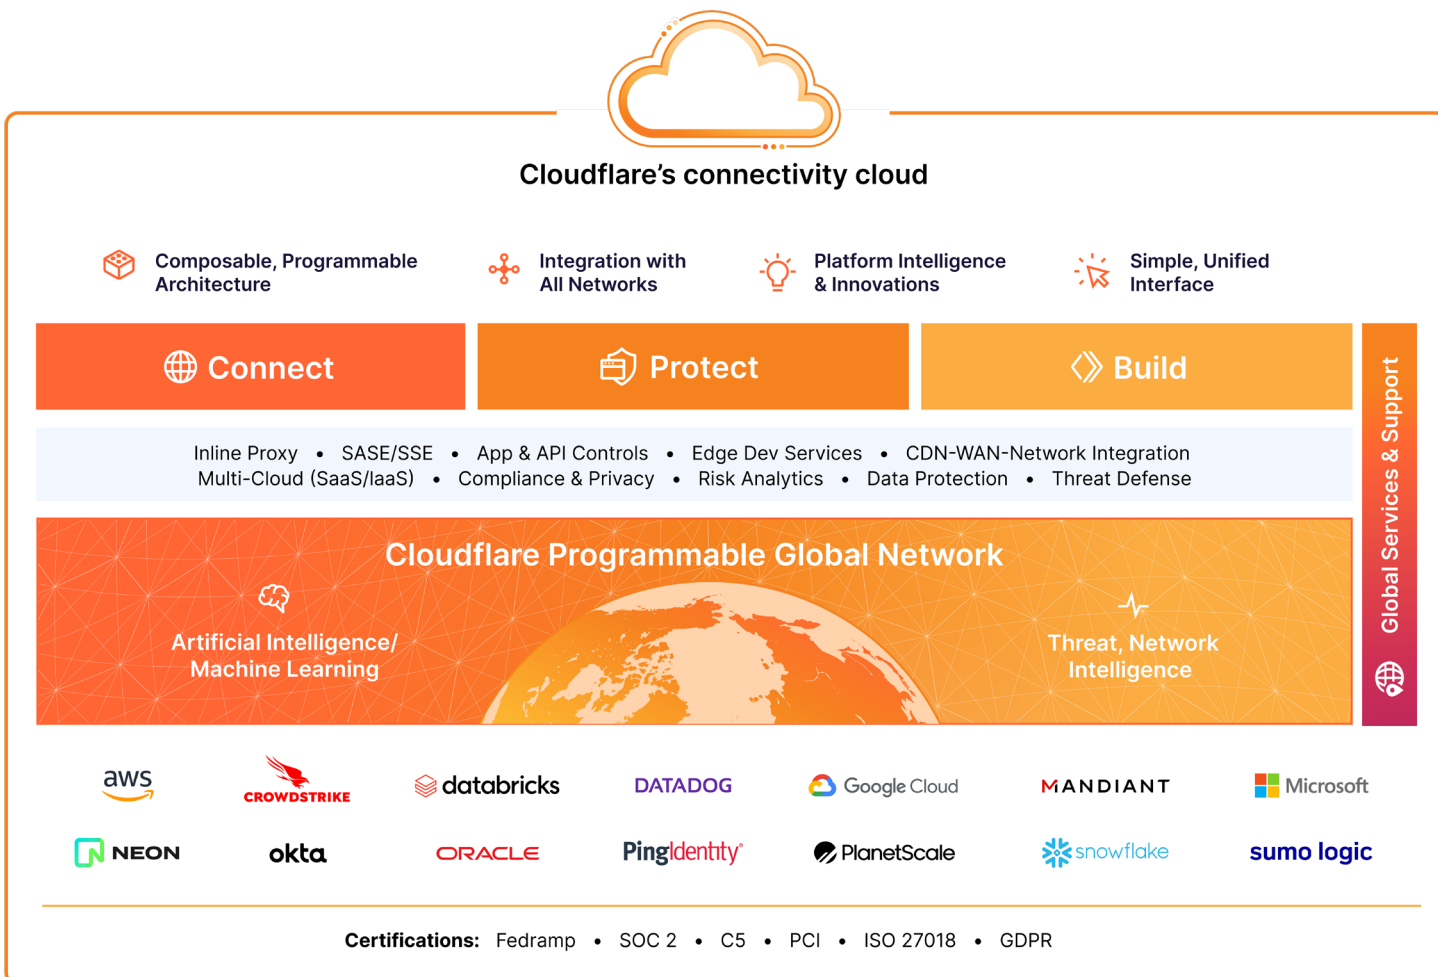 Cloudflare’s connectivity cloud
Composable, Programmable
Architecture
Integration with
All Networks
Platform Intelligence
& Innovations
Simple, Unified
Interface
Connect
Protect
Build
Global Services & Support
Inline Proxy • SASE/SSE • App & API Controls • Edge Dev Services • CDN-WAN-Network Integration
Multi-Cloud (SaaS/IaaS) • Compliance & Privacy • Risk Analytics • Data Protection • Threat Defense
Cloudflare Programmable Global Network
Artificial Intelligence/
Machine Learning
Threat, Network
Intelligence
aws CROWDSTRIKE databricks DATADOG Google Cloud MANDIANT Microsoft
NEON okta ORACLE PingIdentity® PlanetScale snowflake sumo logic
Certifications: Fedramp • SOC 2 • C5 • PCI • ISO 27018 • GDPR